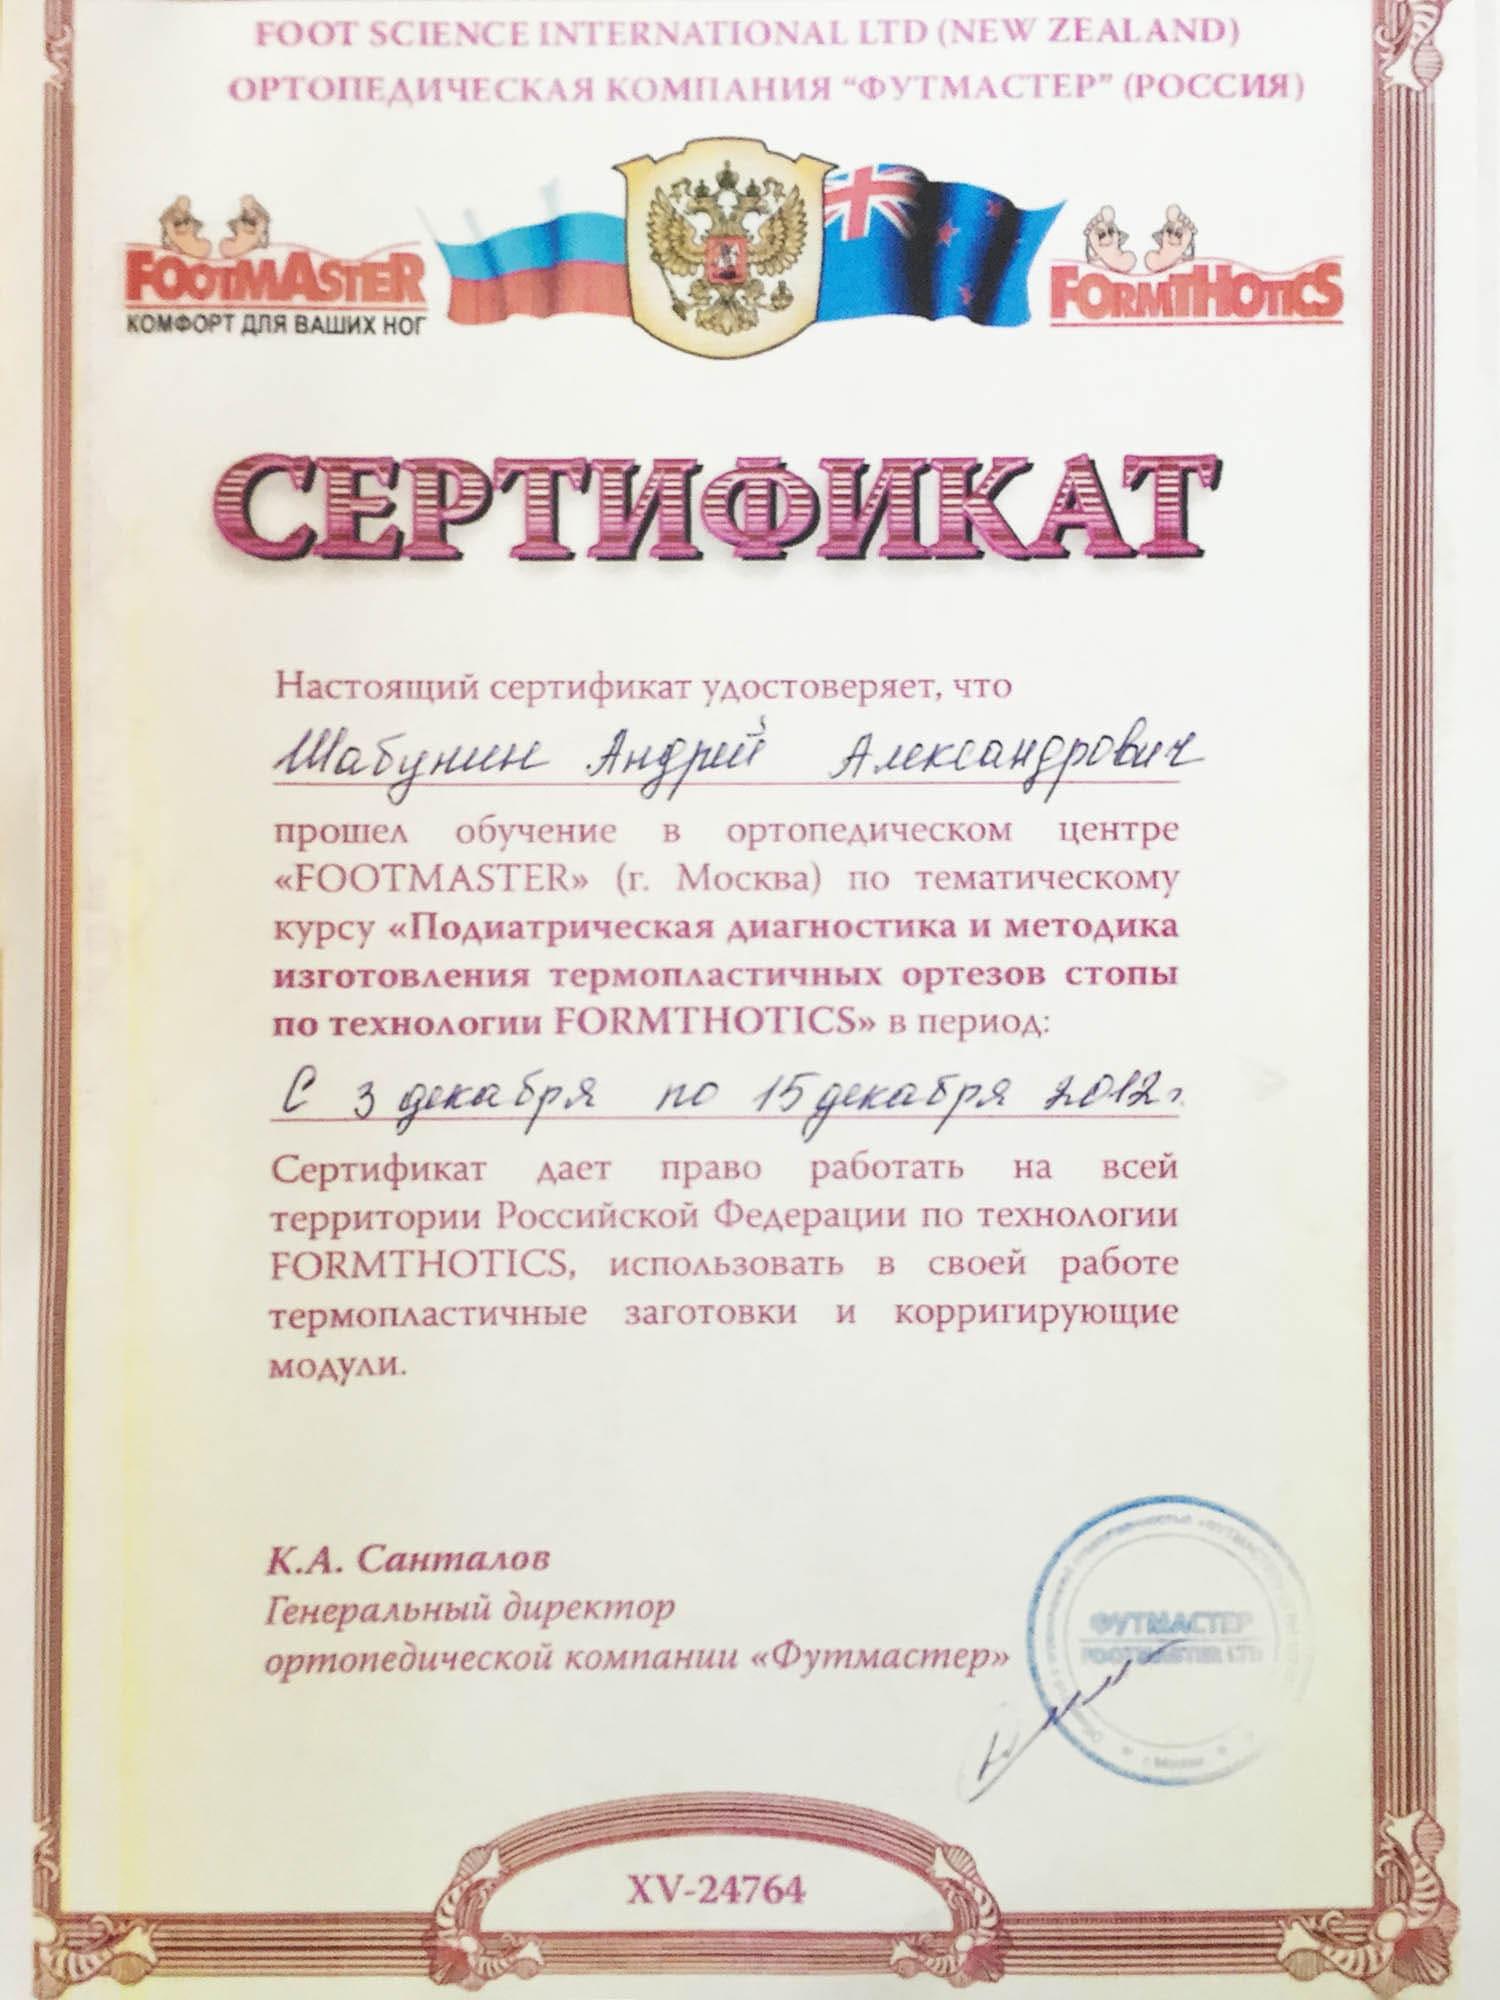 FOOT SCIENCE INTERNATIONAL LTD (NEW ZEALAND)
ОРТОПЕДИЧЕСКАЯ КОМПАНИЯ "ФУТМАСТЕР" (РОССИЯ)
FOOTMASTER
КОМФОРТ ДЛЯ ВАШИХ НОГ
FORMTHOTICS
СЕРТИФИКАТ
Настоящий сертификат удостоверяет, что
Шабунин Андрей Александрович
прошел обучение в ортопедическом центре
«FOOTMASTER» (г. Москва) по тематическому
курсу «Подиатрическая диагностика и методика
изготовления термопластичных ортезов стопы
по технологии FORMTHOTICS» в период:
С 3 декабря по 15 декабря 2012 г.
Сертификат дает право работать на всей
территории Российской Федерации по технологии
FORMTHOTICS, использовать в своей работе
термопластичные заготовки и корригирующие
модули.
К.А. Санталов
Генеральный директор
ортопедической компании «Футмастер»
ФУТМАСТЕР
FOOTMASTER LTD
XV-24764